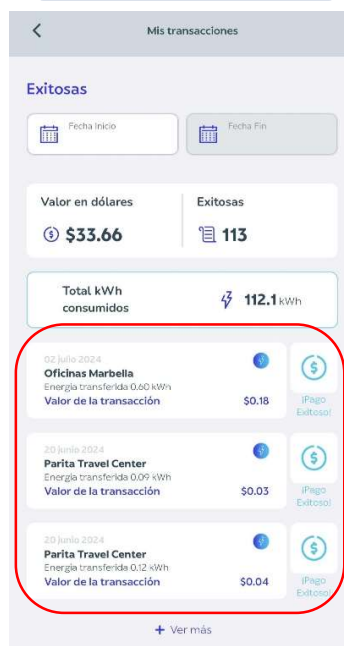 Mis transacciones
Exitosas
Fecha Inicio
Fecha Fin
Valor en dólares
Exitosas
$33.66
113
Total kWh
consumidos
112.1 kWh
02 julio 2024
Oficinas Marbella
Energía transferida 0.60 kWh
Valor de la transacción
$0.18
¡Pago
Exitoso!
20 junio 2024
Parita Travel Center
Energía transferida 0.09 kWh
Valor de la transacción
$0.03
¡Pago
Exitoso!
20 junio 2024
Parita Travel Center
Energía transferida 0.12 kWh
Valor de la transacción
$0.04
¡Pago
Exitoso!
+ Ver más